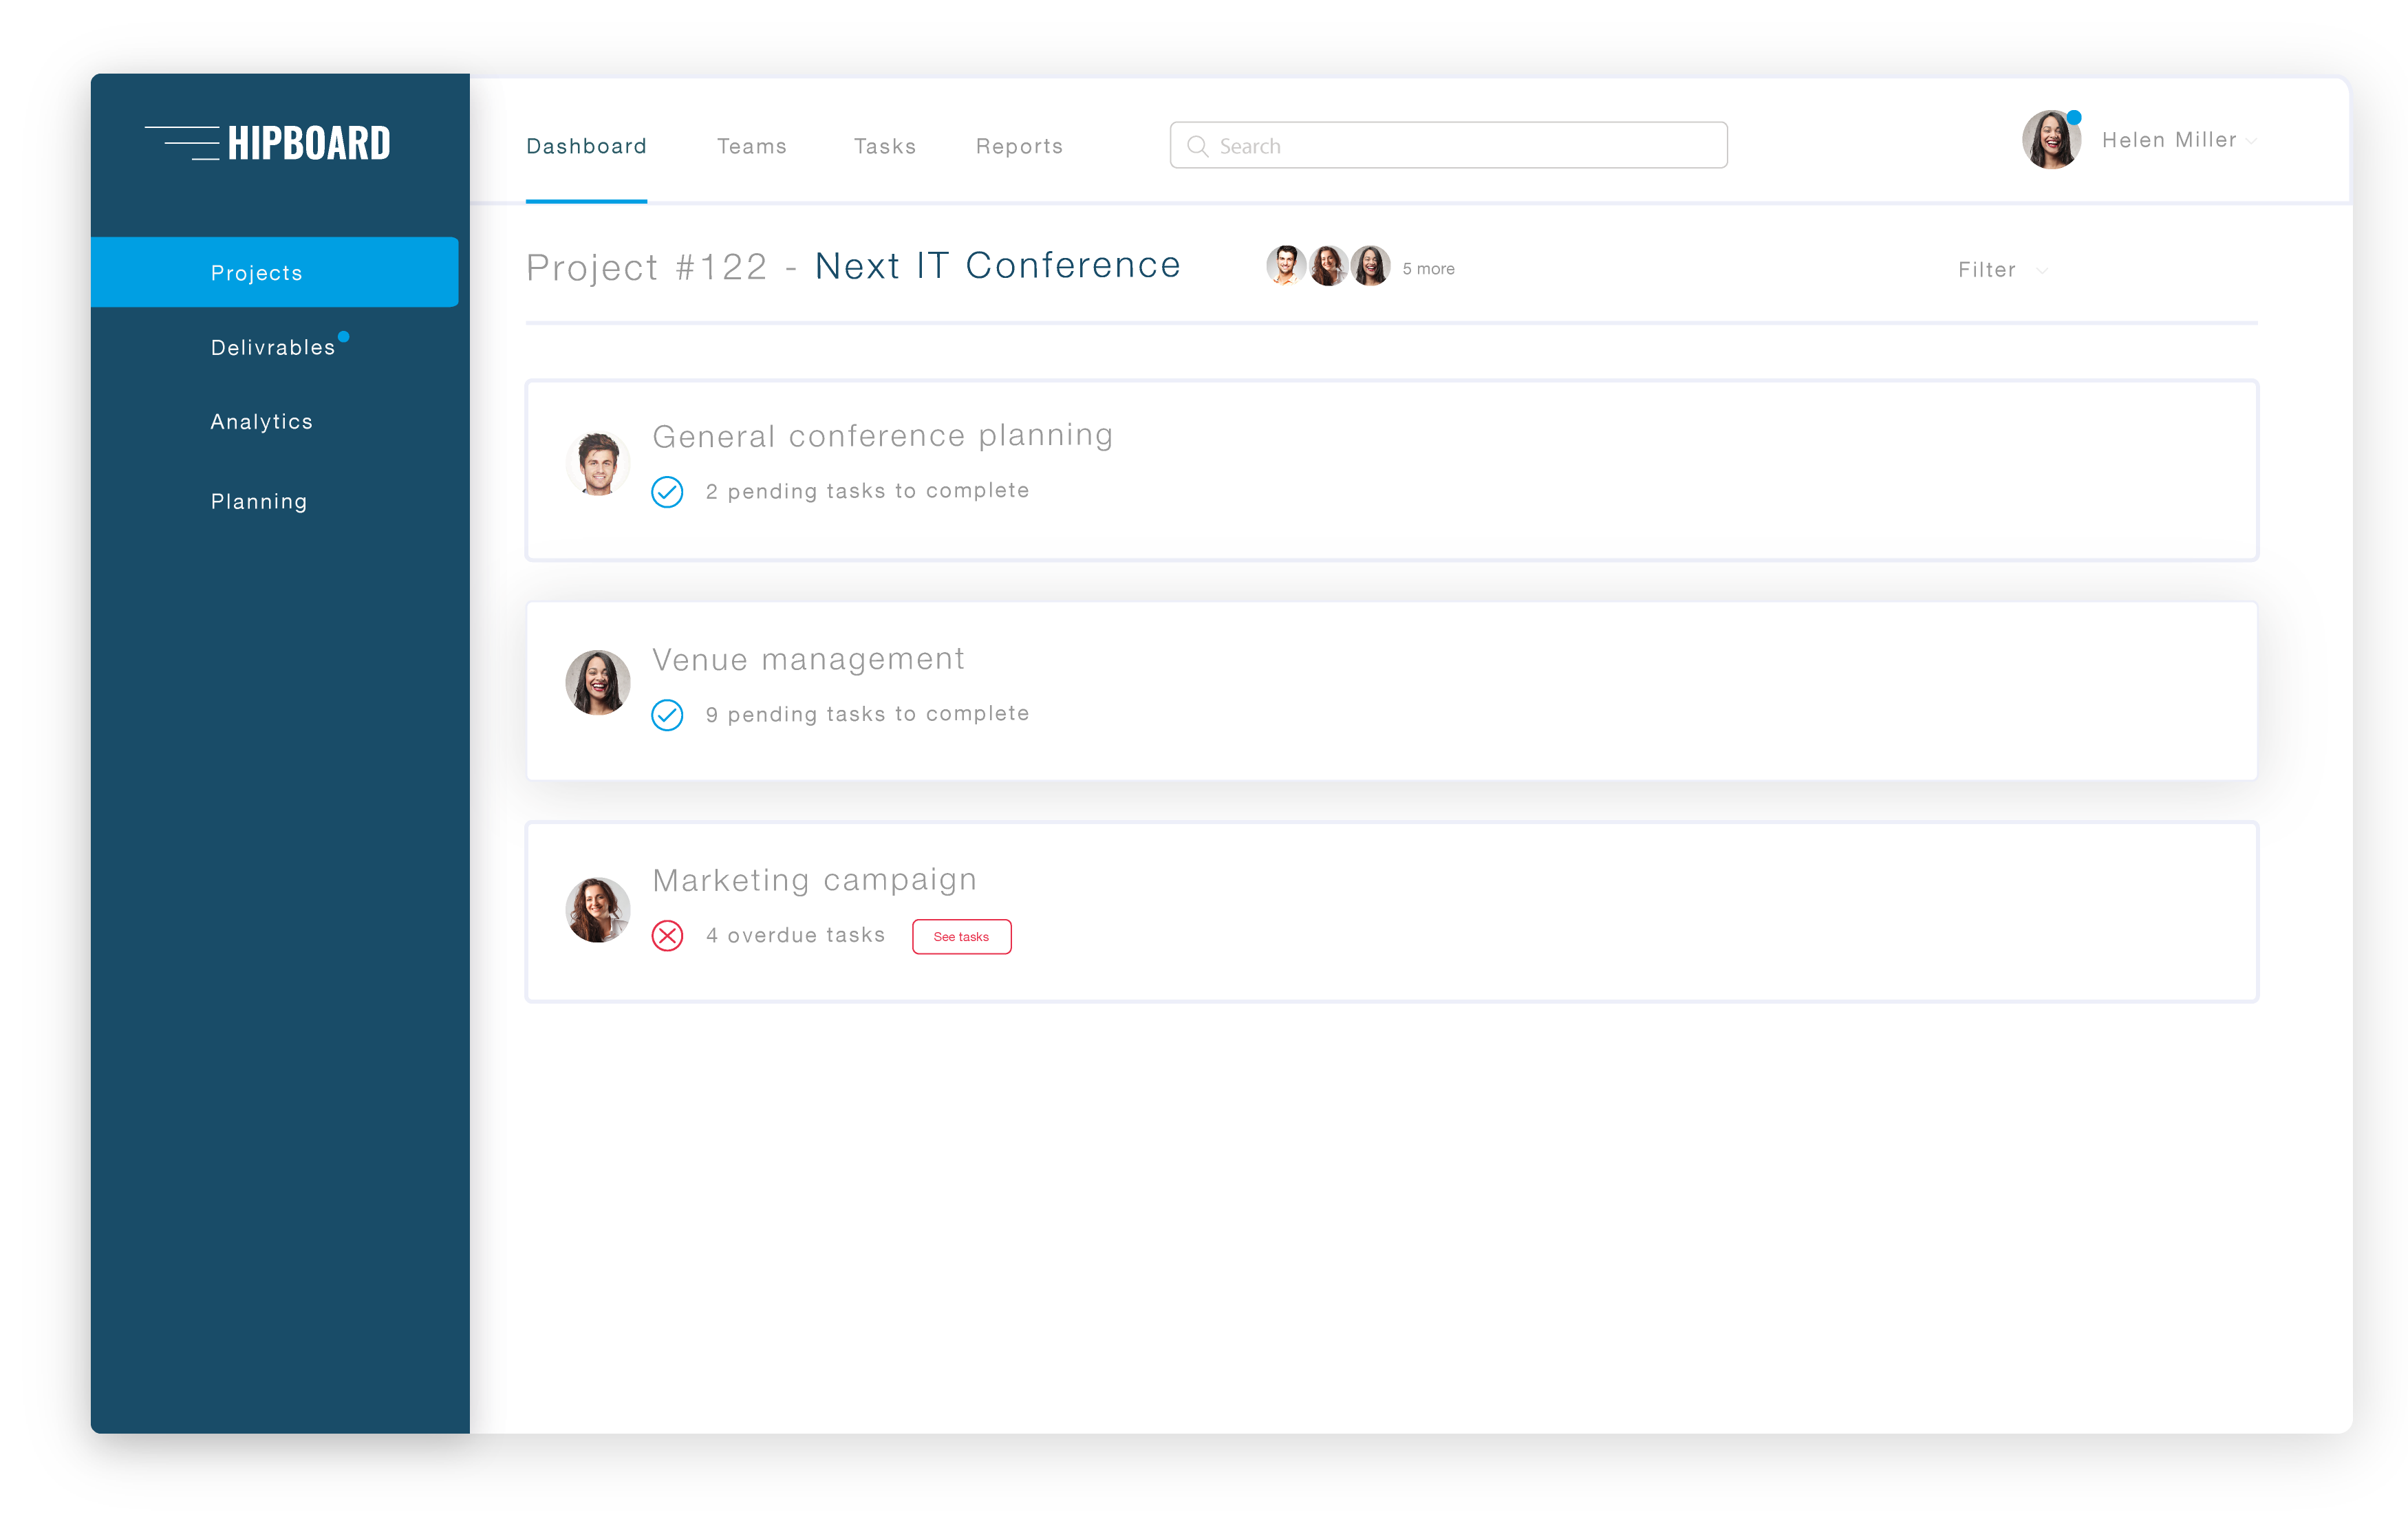 HIPBOARD
Dashboard Teams Tasks Reports Search Helen Miller
Projects
Delivrables
Analytics
Planning
Project #122 - Next IT Conference 5 more Filter
General conference planning
2 pending tasks to complete
Venue management
9 pending tasks to complete
Marketing campaign
4 overdue tasks See tasks